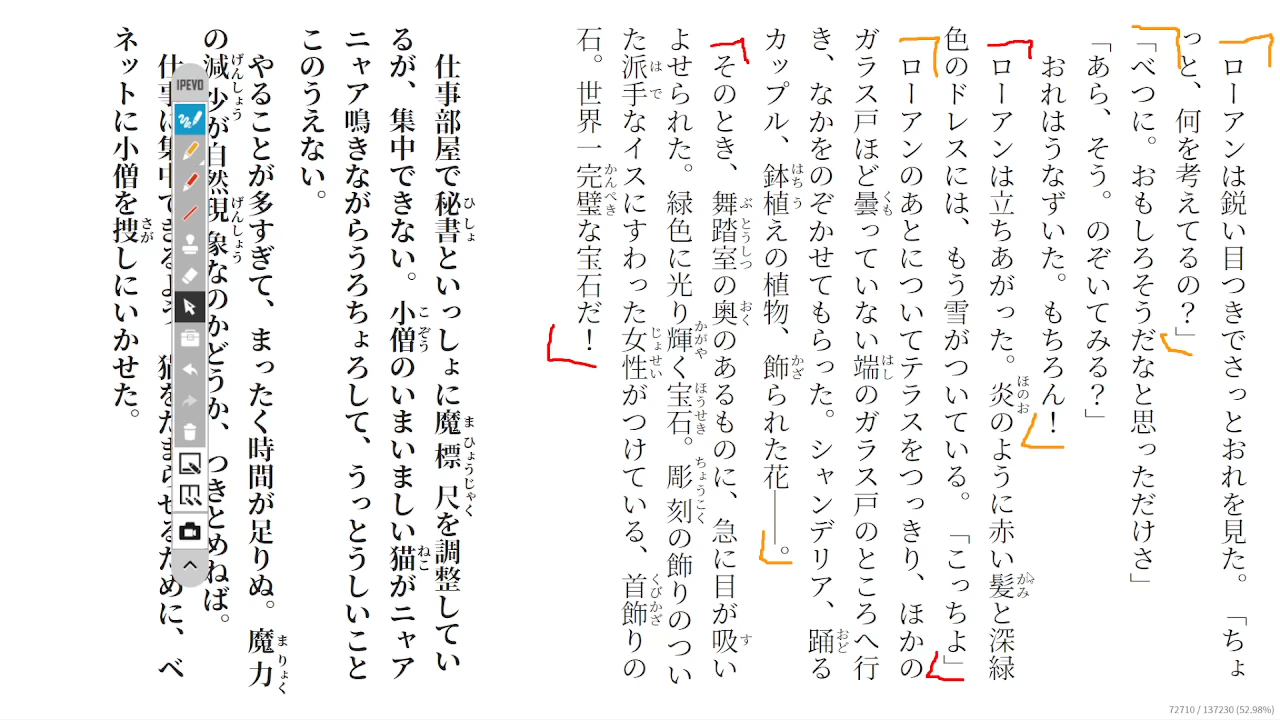 ローアンは鋭い目つきでさっとおれを見た。「ちょ
っと、何を考えてるの？」
「べつに。おもしろそうだなと思っただけさ」
「あら、そう。のぞいてみる？」
おれはうなずいた。もちろん！
ローアンは立ちあがった。炎のように赤い髪と深緑
色のドレスには、もう雪がついている。「こっちよ」
ローアンのあとについてテラスをつっきり、ほかの
ガラス戸ほど曇っていない端のガラス戸のところへ行
き、なかをのぞかせてもらった。シャンデリア、踊る
カップル、鉢植えの植物、飾られた花――。
そのとき、舞踏室の奥のあるものに、急に目が吸い
よせられた。緑色に光り輝く宝石。彫刻の飾りのつい
た派手なイスにすわった女性がつけている、首飾りの
石。世界一完璧な宝石だ！
仕事部屋で秘書といっしょに魔標尺を調整してい
るが、集中できない。小僧のいまいましい猫がニャア
ニャア鳴きながらうろちょろして、うっとうしいこと
このうえない。
やることが多すぎて、まったく時間が足りぬ。魔力
の減少が自然現象なのかどうか、つきとめねば。
仕事に集中できるよう、猫をだまらせるために、ペ
ネットに小僧を捜しにいかせた。
IPEVO
72710 / 137230 (52.98%)